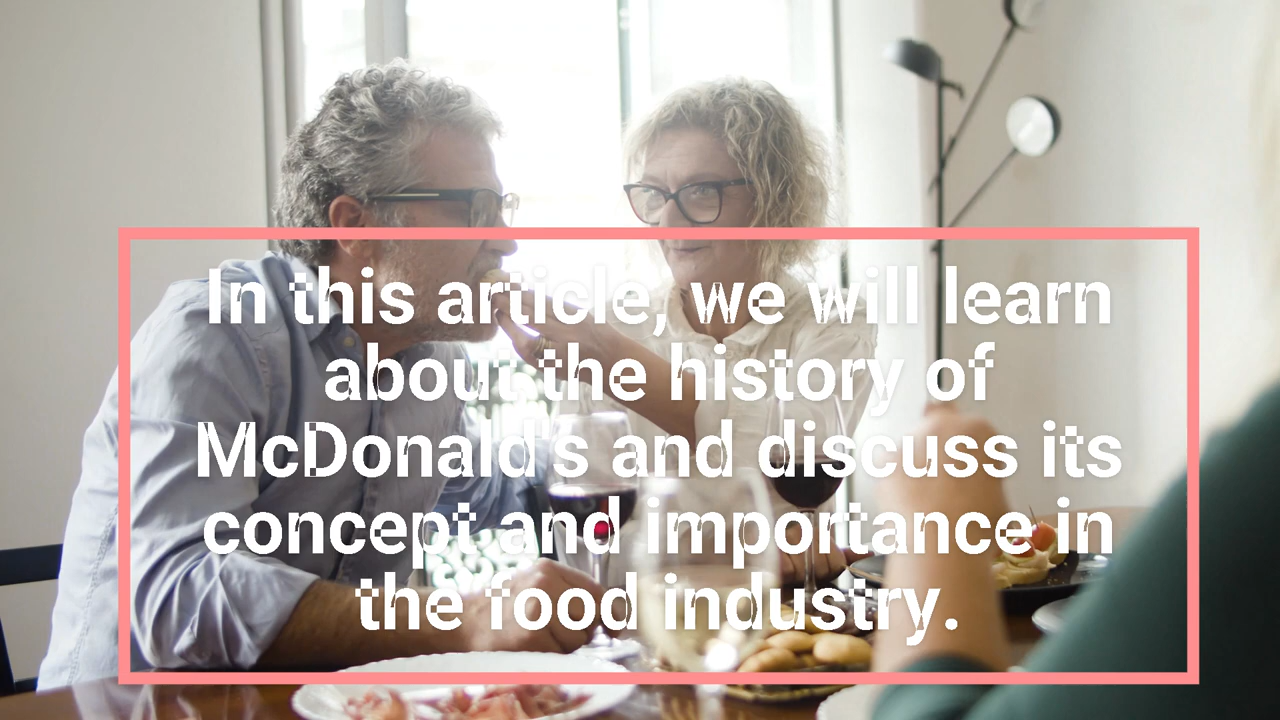 In this article, we will learn
about the history of
McDonald's and discuss its
concept and importance in
the food industry.